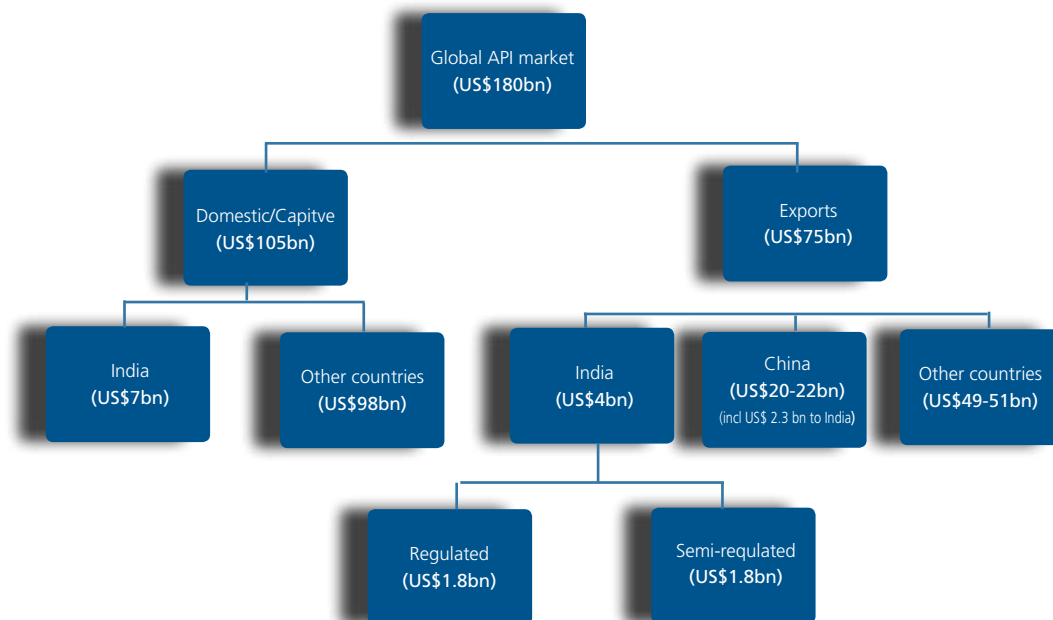 Global API market
(US$180bn)
Domestic/Capitve
(US$105bn)
Exports
(US$75bn)
India
(US$7bn)
Other countries
(US$98bn)
India
(US$4bn)
China
(US$20-22bn)
(incl US$ 2.3 bn to India)
Other countries
(US$49-51bn)
Regulated
(US$1.8bn)
Semi-requlated
(US$1.8bn)